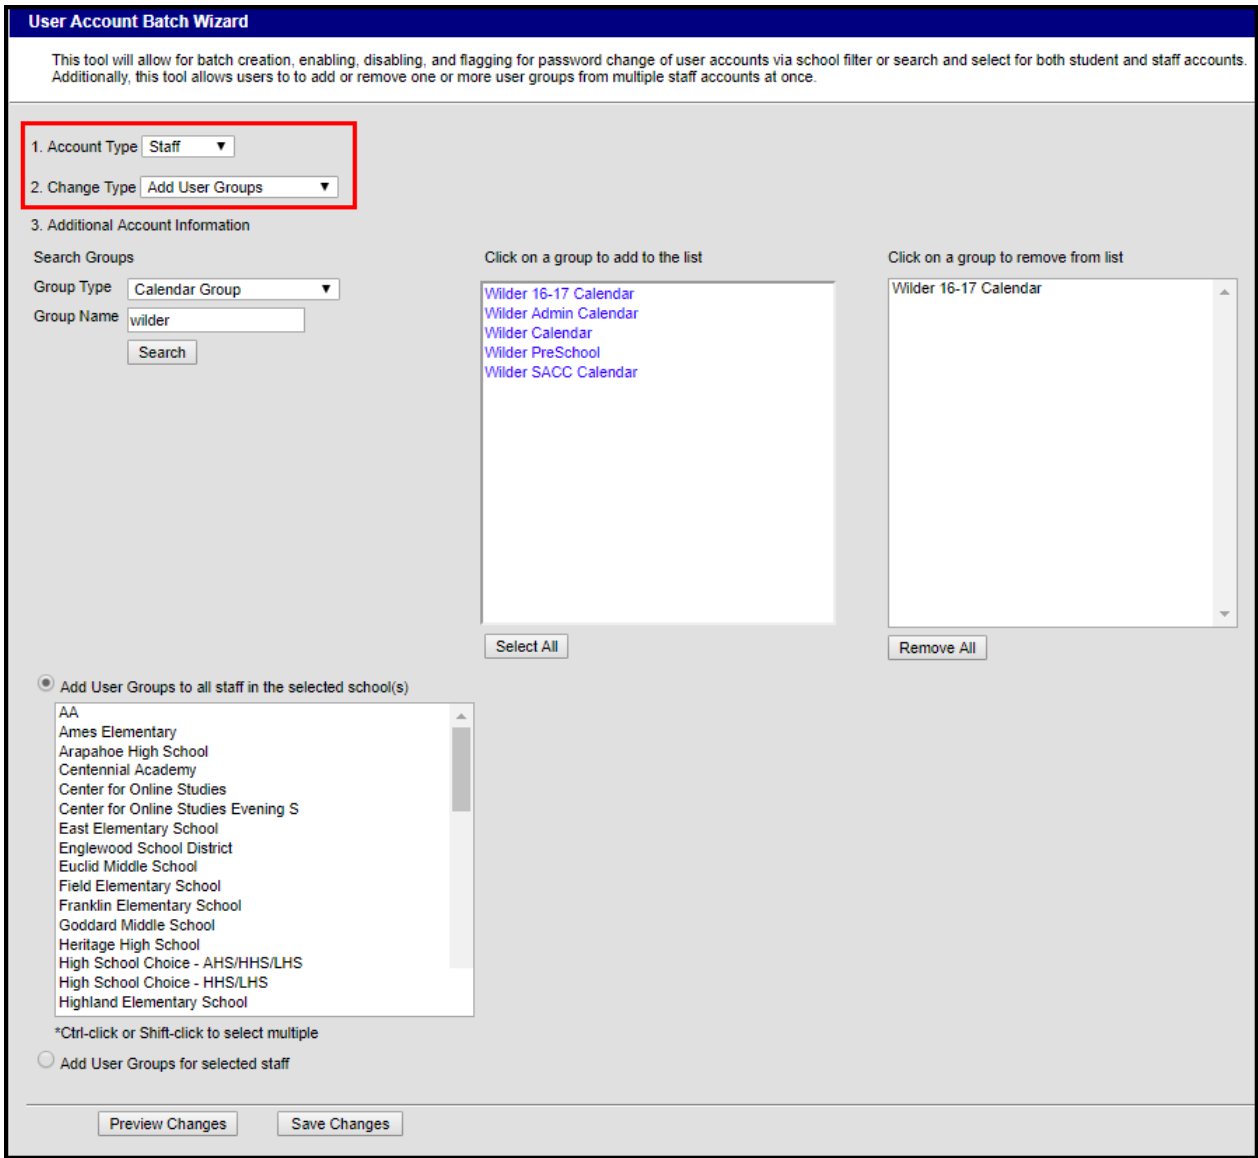 User Account Batch Wizard
This tool will allow for batch creation, enabling, disabling, and flagging for password change of user accounts via school filter or search and select for both student and staff accounts.
Additionally, this tool allows users to to add or remove one or more user groups from multiple staff accounts at once.
1. Account Type Staff
2. Change Type Add User Groups
3. Additional Account Information
Search Groups
Group Type Calendar Group
Group Name wilder
Search
Click on a group to add to the list
Wilder 16-17 Calendar
Wilder Admin Calendar
Wilder Calendar
Wilder PreSchool
Wilder SACC Calendar
Select All
Click on a group to remove from list
Wilder 16-17 Calendar
Remove All
Add User Groups to all staff in the selected school(s)
AA
Ames Elementary
Arapahoe High School
Centennial Academy
Center for Online Studies
Center for Online Studies Evening S
East Elementary School
Englewood School District
Euclid Middle School
Field Elementary School
Franklin Elementary School
Goddard Middle School
Heritage High School
High School Choice - AHS/HHS/LHS
High School Choice - HHS/LHS
Highland Elementary School
*Ctrl-click or Shift-click to select multiple
Add User Groups for selected staff
Preview Changes
Save Changes